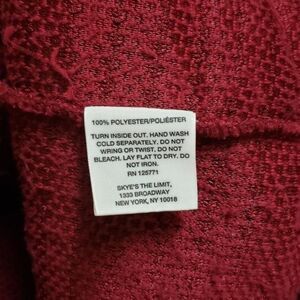 100% POLYESTER/POLIÉSTER
TURN INSIDE OUT. HAND WASH
COLD SEPARATELY. DO NOT
WRING OR TWIST. DO NOT
BLEACH. LAY FLAT TO DRY. DO
NOT IRON.
RN 125771
SKYE'S THE LIMIT,
1333 BROADWAY
NEW YORK, NY 10018